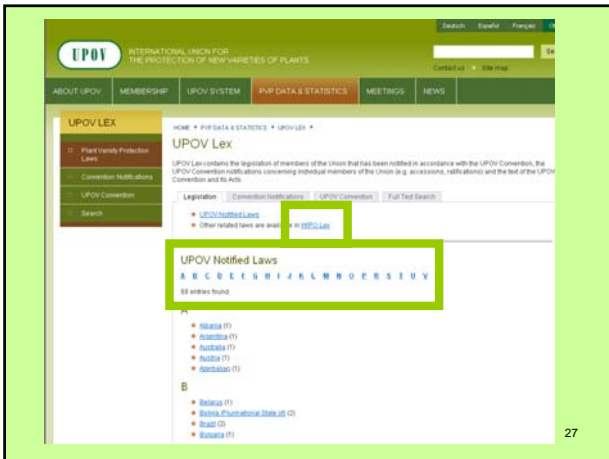 Deutsch Español Français
UPOV
INTERNATIONAL UNION FOR
THE PROTECTION OF NEW VARIETIES OF PLANTS
Contact us Site map
ABOUT UPOV MEMBERSHIP UPOV SYSTEM PVP DATA & STATISTICS MEETINGS NEWS
UPOV LEX
Plant Variety Protection
Laws
Convention Notifications
UPOV Convention
Search
HOME PVP DATA & STATISTICS UPOV LEX
UPOV Lex
UPOV Lex contains the legislation of members of the Union that has been notified in accordance with the UPOV Convention, the
UPOV Convention notifications concerning individual members of the Union (e.g. accessions, ratifications) and the text of the UPOV
Convention and its Acts.
Legislation Convention Notifications UPOV Convention Full Text Search
UPOV Notified Laws
Other related laws are available in WIPO Lex
UPOV Notified Laws
A B C D E F G H I J K L M N O P R S T U V
68 entries found.
A
Albania (1)
Argentina (1)
Australia (1)
Austria (1)
Azerbaijan (1)
B
Belarus (1)
Bolivia (Plurinational State of) (2)
Brazil (2)
Bulgaria (1)
27